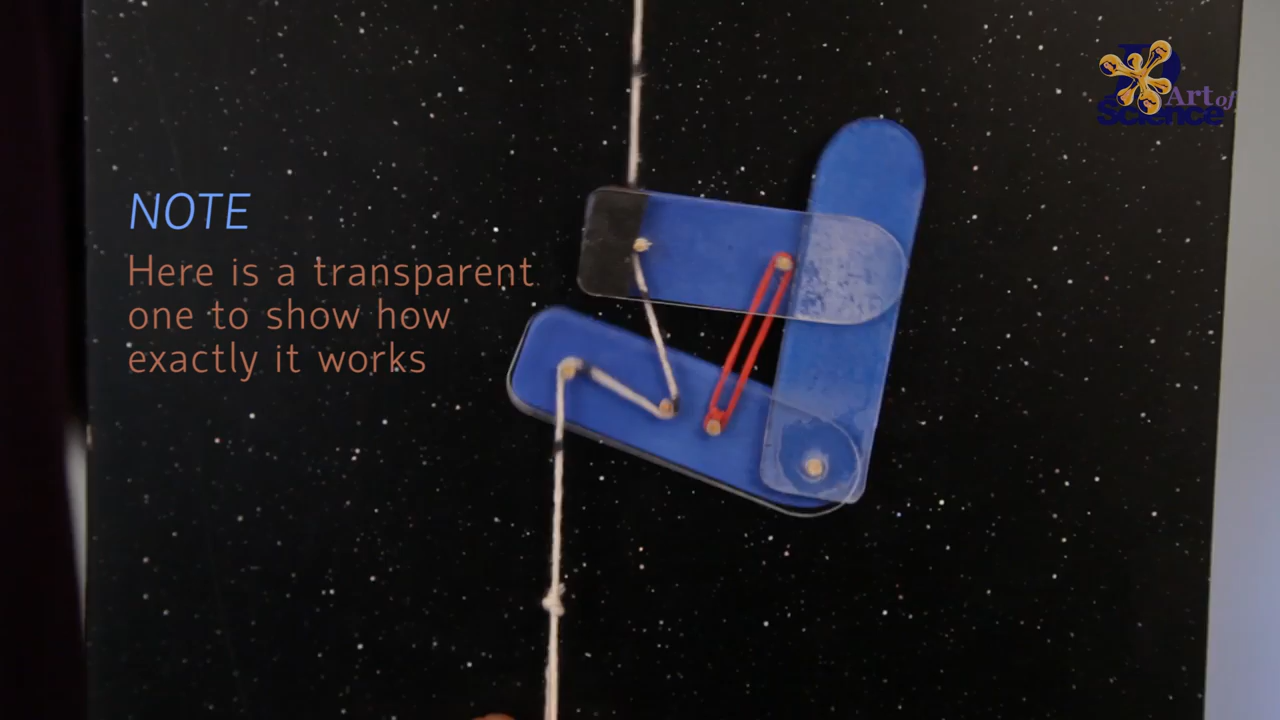 NOTE
Here is a transparent
one to show how
exactly it works
Art of
Science